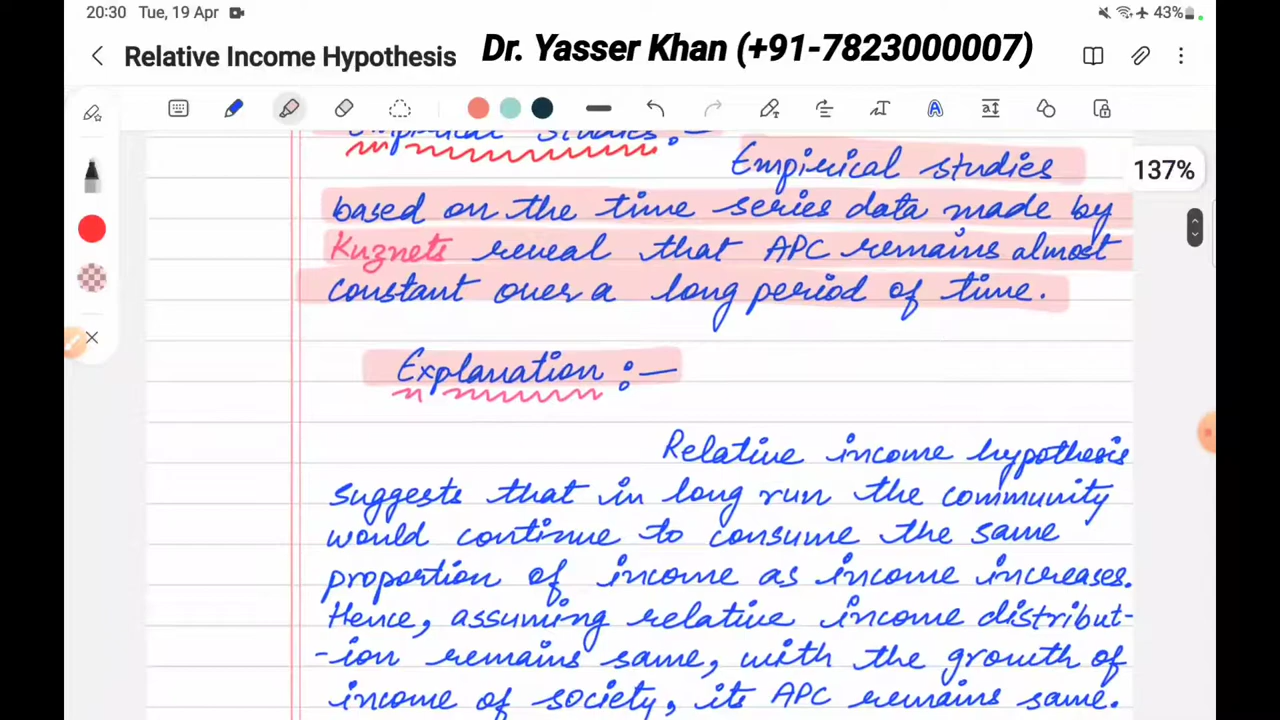 20:30 Tue, 19 Apr 43%
Relative Income Hypothesis Dr. Yasser Khan (+91-7823000007)
Empirical Studies :-
137%
Empirical studies
based on the time series data made by
Kuznets reveal that APC remains almost
constant over a long period of time.
Explanation :-
Relative income hypothesis
suggests that in long run the community
would continue to consume the same
proportion of income as income increases.
Hence, assuming relative income distribut-
-ion remains same, with the growth of
income of society, its APC remains same.